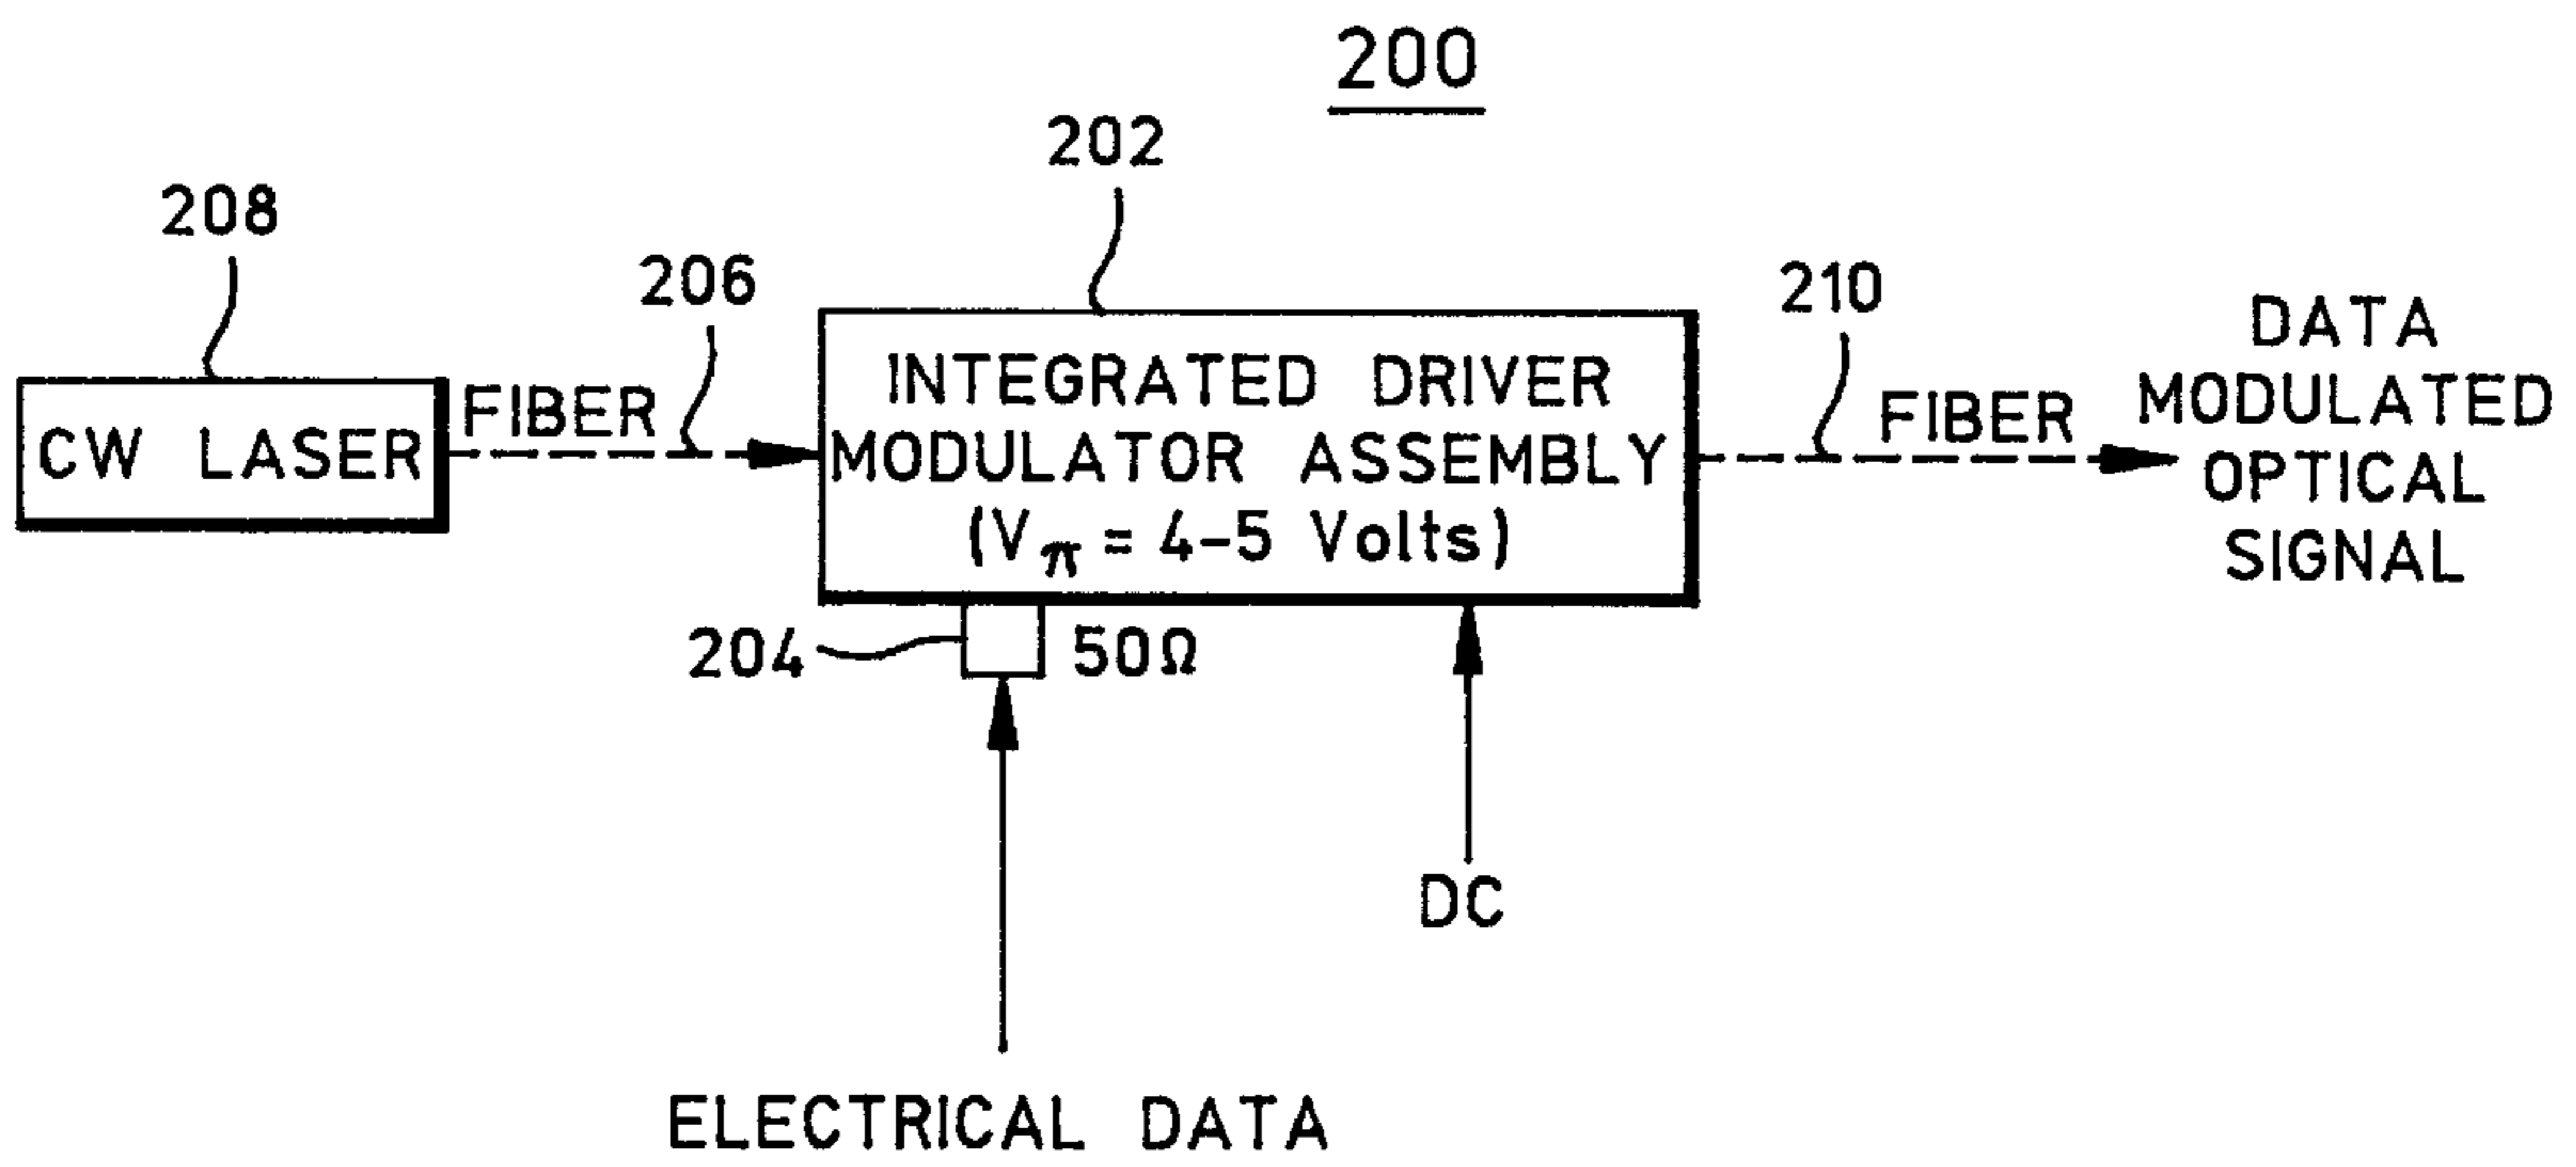 200
202
208
206
210
CW LASER
FIBER
INTEGRATED DRIVER
MODULATOR ASSEMBLY
(Vπ = 4-5 Volts)
FIBER
DATA
MODULATED
OPTICAL
SIGNAL
204
50Ω
DC
ELECTRICAL DATA